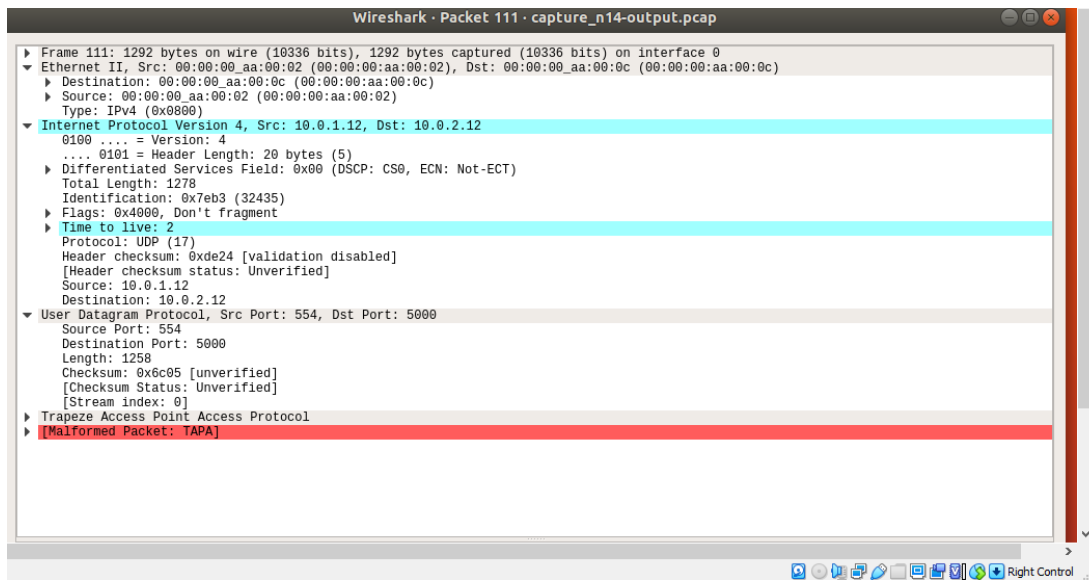 Wireshark · Packet 111 · capture_n14-output.pcap
Frame 111: 1292 bytes on wire (10336 bits), 1292 bytes captured (10336 bits) on interface 0
Ethernet II, Src: 00:00:00_aa:00:02 (00:00:00:aa:00:02), Dst: 00:00:00_aa:00:0c (00:00:00:aa:00:0c)
Destination: 00:00:00_aa:00:0c (00:00:00:aa:00:0c)
Source: 00:00:00_aa:00:02 (00:00:00:aa:00:02)
Type: IPv4 (0x0800)
Internet Protocol Version 4, Src: 10.0.1.12, Dst: 10.0.2.12
0100 .... = Version: 4
.... 0101 = Header Length: 20 bytes (5)
Differentiated Services Field: 0x00 (DSCP: CS0, ECN: Not-ECT)
Total Length: 1278
Identification: 0x7eb3 (32435)
Flags: 0x4000, Don't fragment
Time to live: 2
Protocol: UDP (17)
Header checksum: 0xde24 [validation disabled]
[Header checksum status: Unverified]
Source: 10.0.1.12
Destination: 10.0.2.12
User Datagram Protocol, Src Port: 554, Dst Port: 5000
Source Port: 554
Destination Port: 5000
Length: 1258
Checksum: 0x6c05 [unverified]
[Checksum Status: Unverified]
[Stream index: 0]
Trapeze Access Point Access Protocol
[Malformed Packet: TAPA]
Right Control